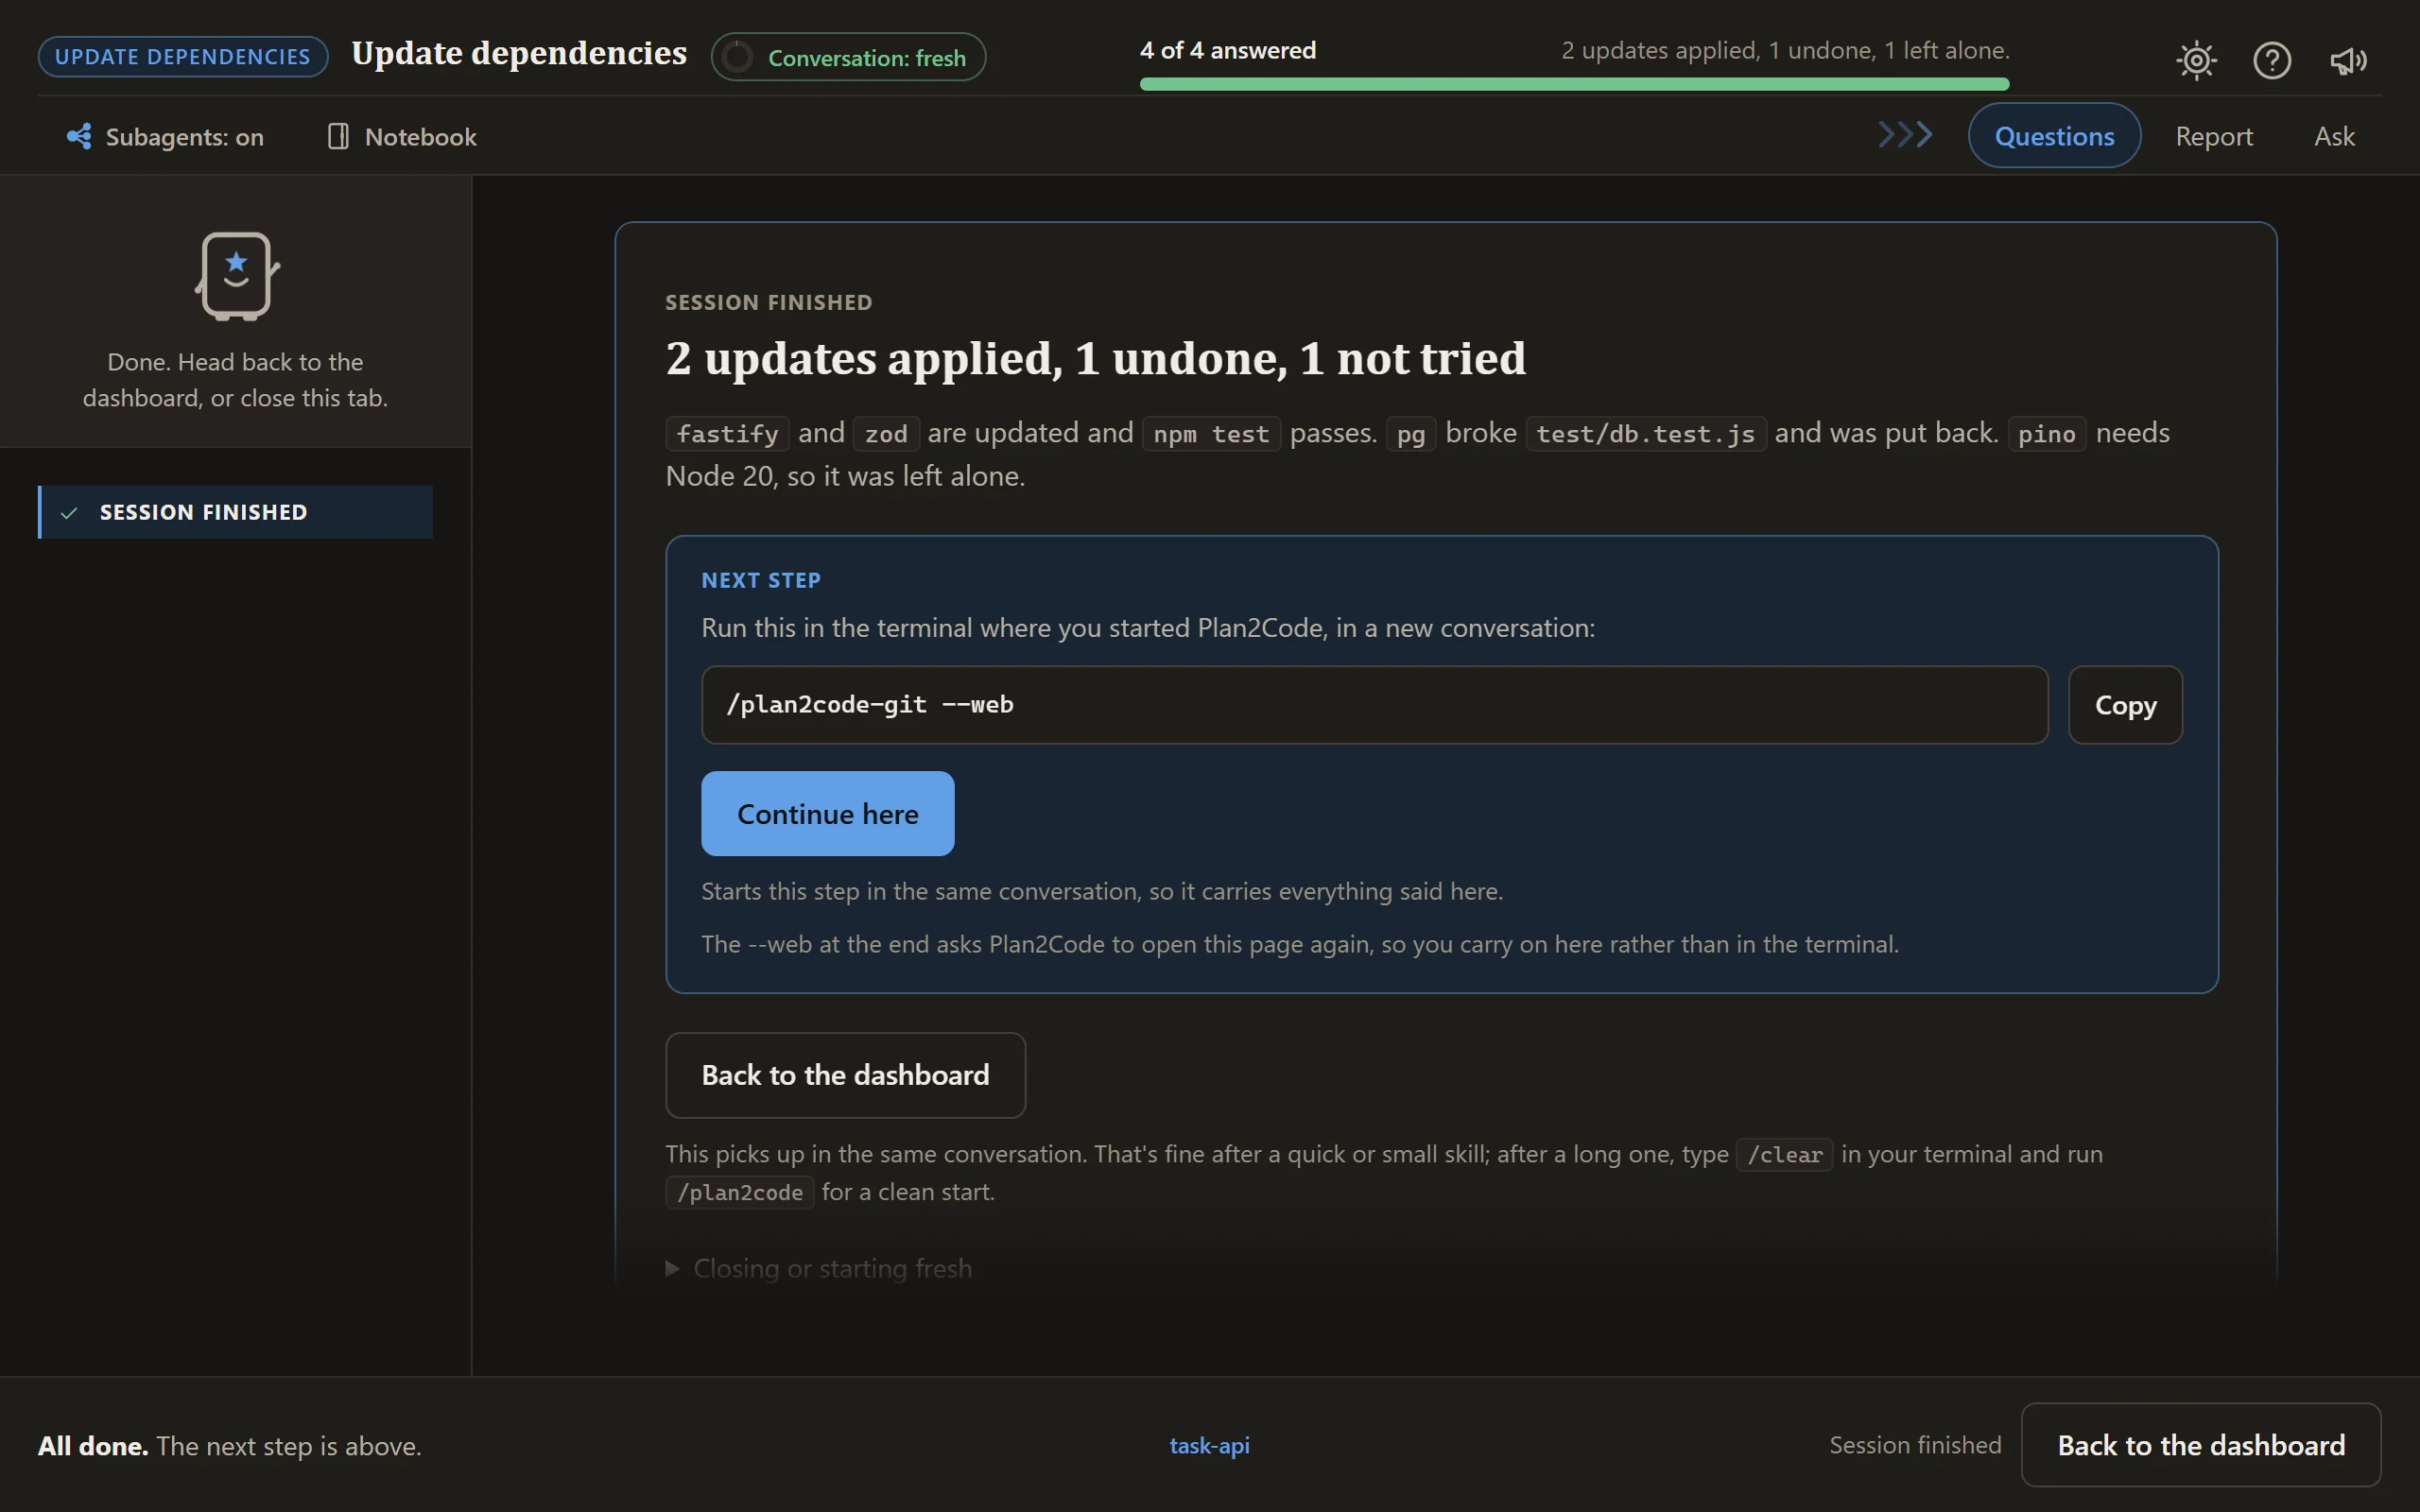 UPDATE DEPENDENCIES
Update dependencies
Conversation: fresh
4 of 4 answered
2 updates applied, 1 undone, 1 left alone.
Subagents: on
Notebook
Questions
Report
Ask
Done. Head back to the
dashboard, or close this tab.
SESSION FINISHED
SESSION FINISHED
2 updates applied, 1 undone, 1 not tried
fastify and zod are updated and npm test passes. pg broke test/db.test.js and was put back. pino needs
Node 20, so it was left alone.
NEXT STEP
Run this in the terminal where you started Plan2Code, in a new conversation:
/plan2code-git --web
Copy
Continue here
Starts this step in the same conversation, so it carries everything said here.
The --web at the end asks Plan2Code to open this page again, so you carry on here rather than in the terminal.
Back to the dashboard
This picks up in the same conversation. That's fine after a quick or small skill; after a long one, type /clear in your terminal and run
/plan2code for a clean start.
Closing or starting fresh
All done. The next step is above.
task-api
Session finished
Back to the dashboard